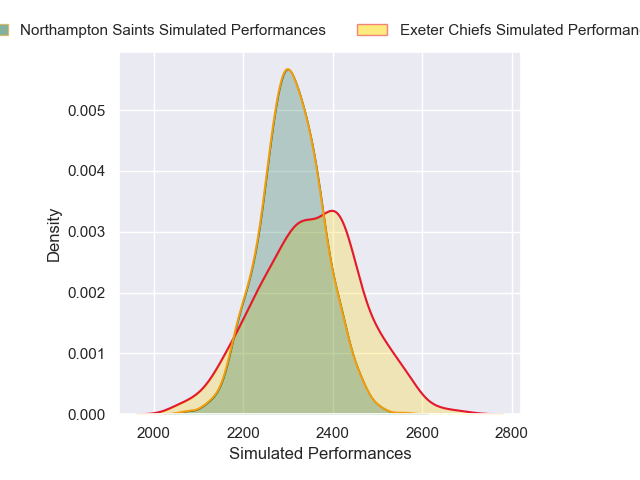 Northampton Saints Simulated Performances
Exeter Chiefs Simulated
0.005
0.004
0.003
0.002
0.001
0.000
Density
2000 2200 2400 2600 2800
Simulated Performances